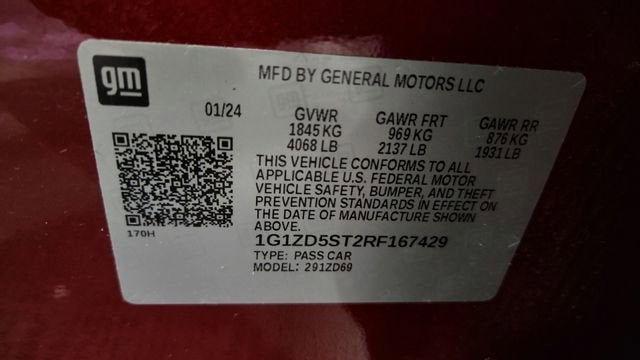 gm
MFD BY GENERAL MOTORS LLC
01/24
GVWR GAWR FRT GAWR RR
1845 KG 969 KG 876 KG
4068 LB 2137 LB 1931 LB
THIS VEHICLE CONFORMS TO ALL
APPLICABLE U.S. FEDERAL MOTOR
VEHICLE SAFETY, BUMPER, AND THEFT
PREVENTION STANDARDS IN EFFECT ON
THE DATE OF MANUFACTURE SHOWN
ABOVE.
170H
1G1ZD5ST2RF167429
TYPE: PASS CAR
MODEL: 291ZD69